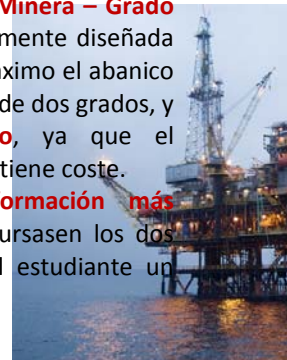 Minera – Grado
mente diseñada
áximo el abanico
de dos grados, y
o, ya que el
tiene coste.
ormación más
ursasen los dos
l estudiante un